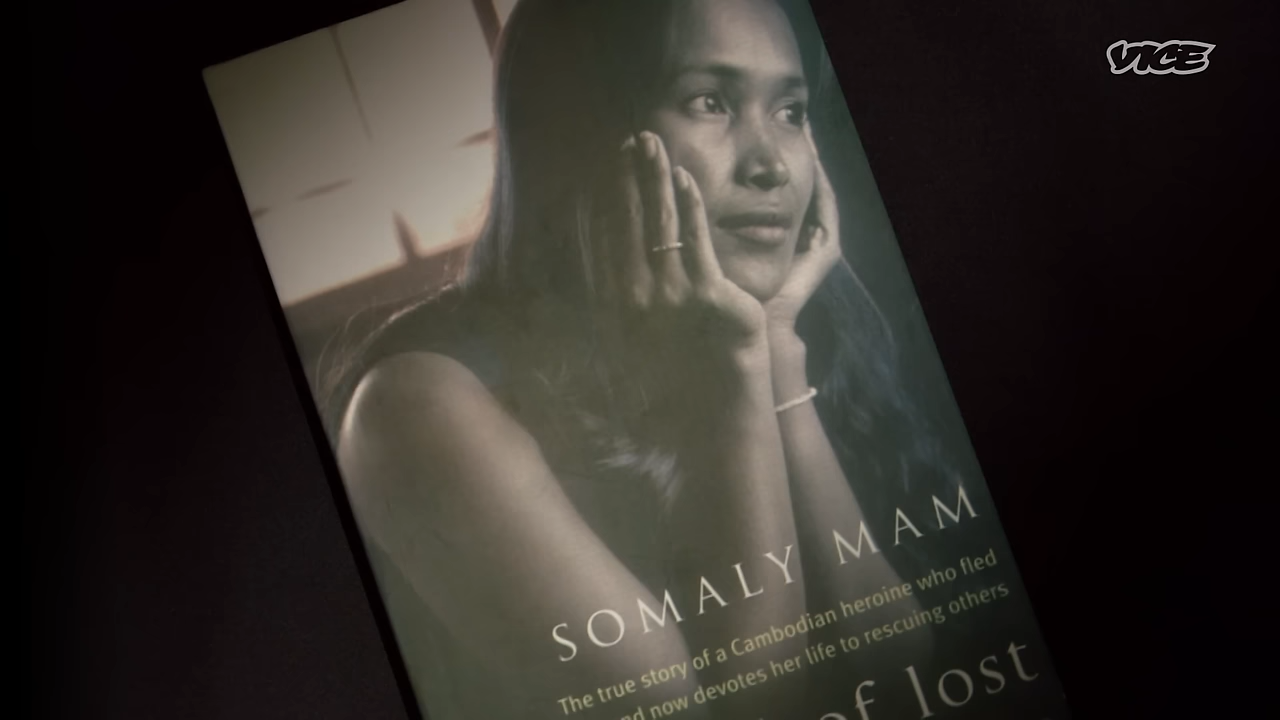 VICE
SOMALY MAM
The true story of a Cambodian heroine who fled
now devotes her life to rescuing others
of lost